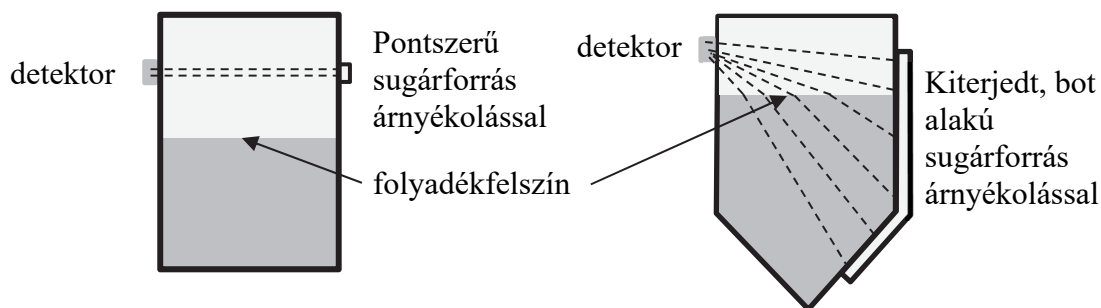 detektor
Pontszerű
sugárforrás
árnyékolással
folyadékfelszín
detektor
Kiterjedt, bot
alakú
sugárforrás
árnyékolással